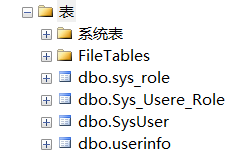 表
系统表
FileTables
dbo.sys_role
dbo.Sys_Usere_Role
dbo.SysUser
dbo.userinfo